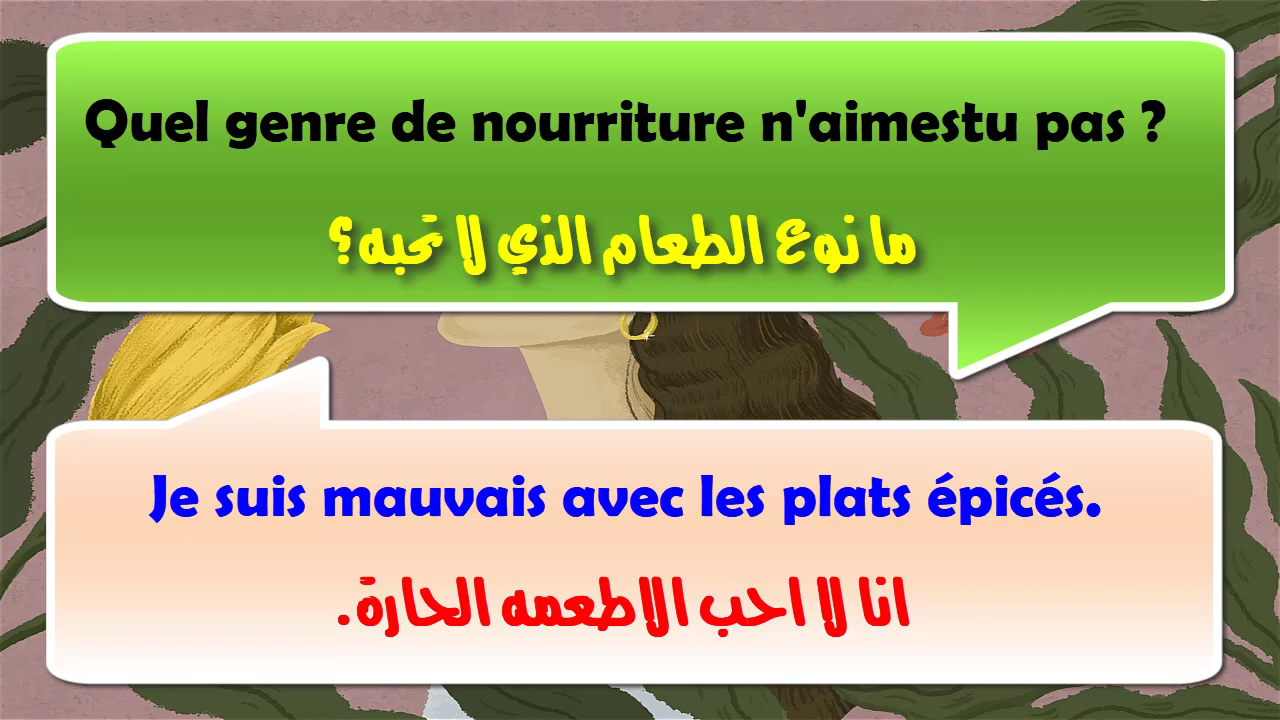 Quel genre de nourriture n'aimestu pas ?
ما نوع الطعام الذي لا تحبه؟
Je suis mauvais avec les plats épicés.
انا لا احب الاطعمه الحارة.